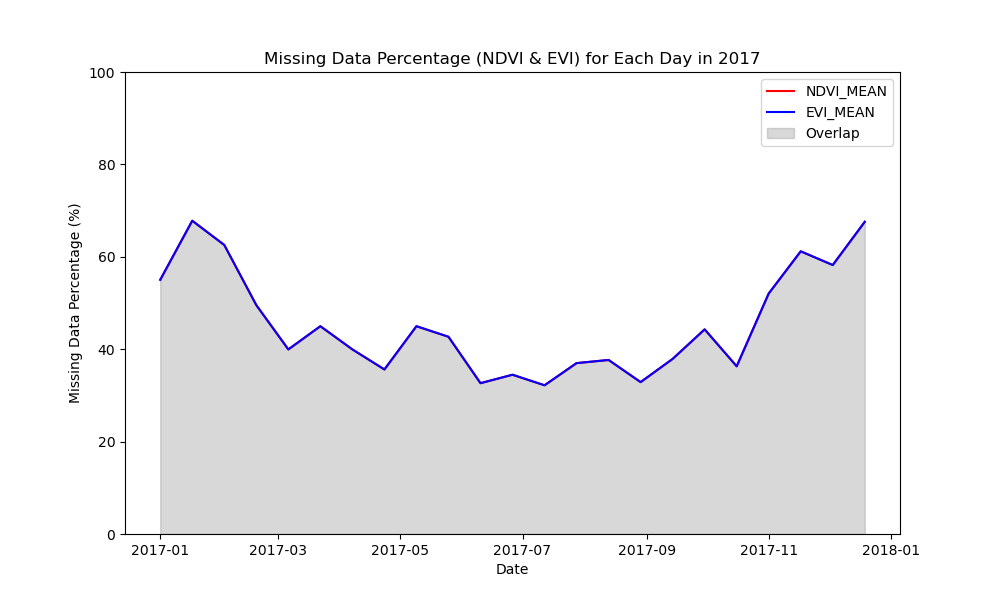 Missing Data Percentage (NDVI & EVI) for Each Day in 2017
NDVI_MEAN
EVI_MEAN
Overlap
Missing Data Percentage (%)
100
80
60
40
20
0
2017-01 2017-03 2017-05 2017-07 2017-09 2017-11 2018-01
Date